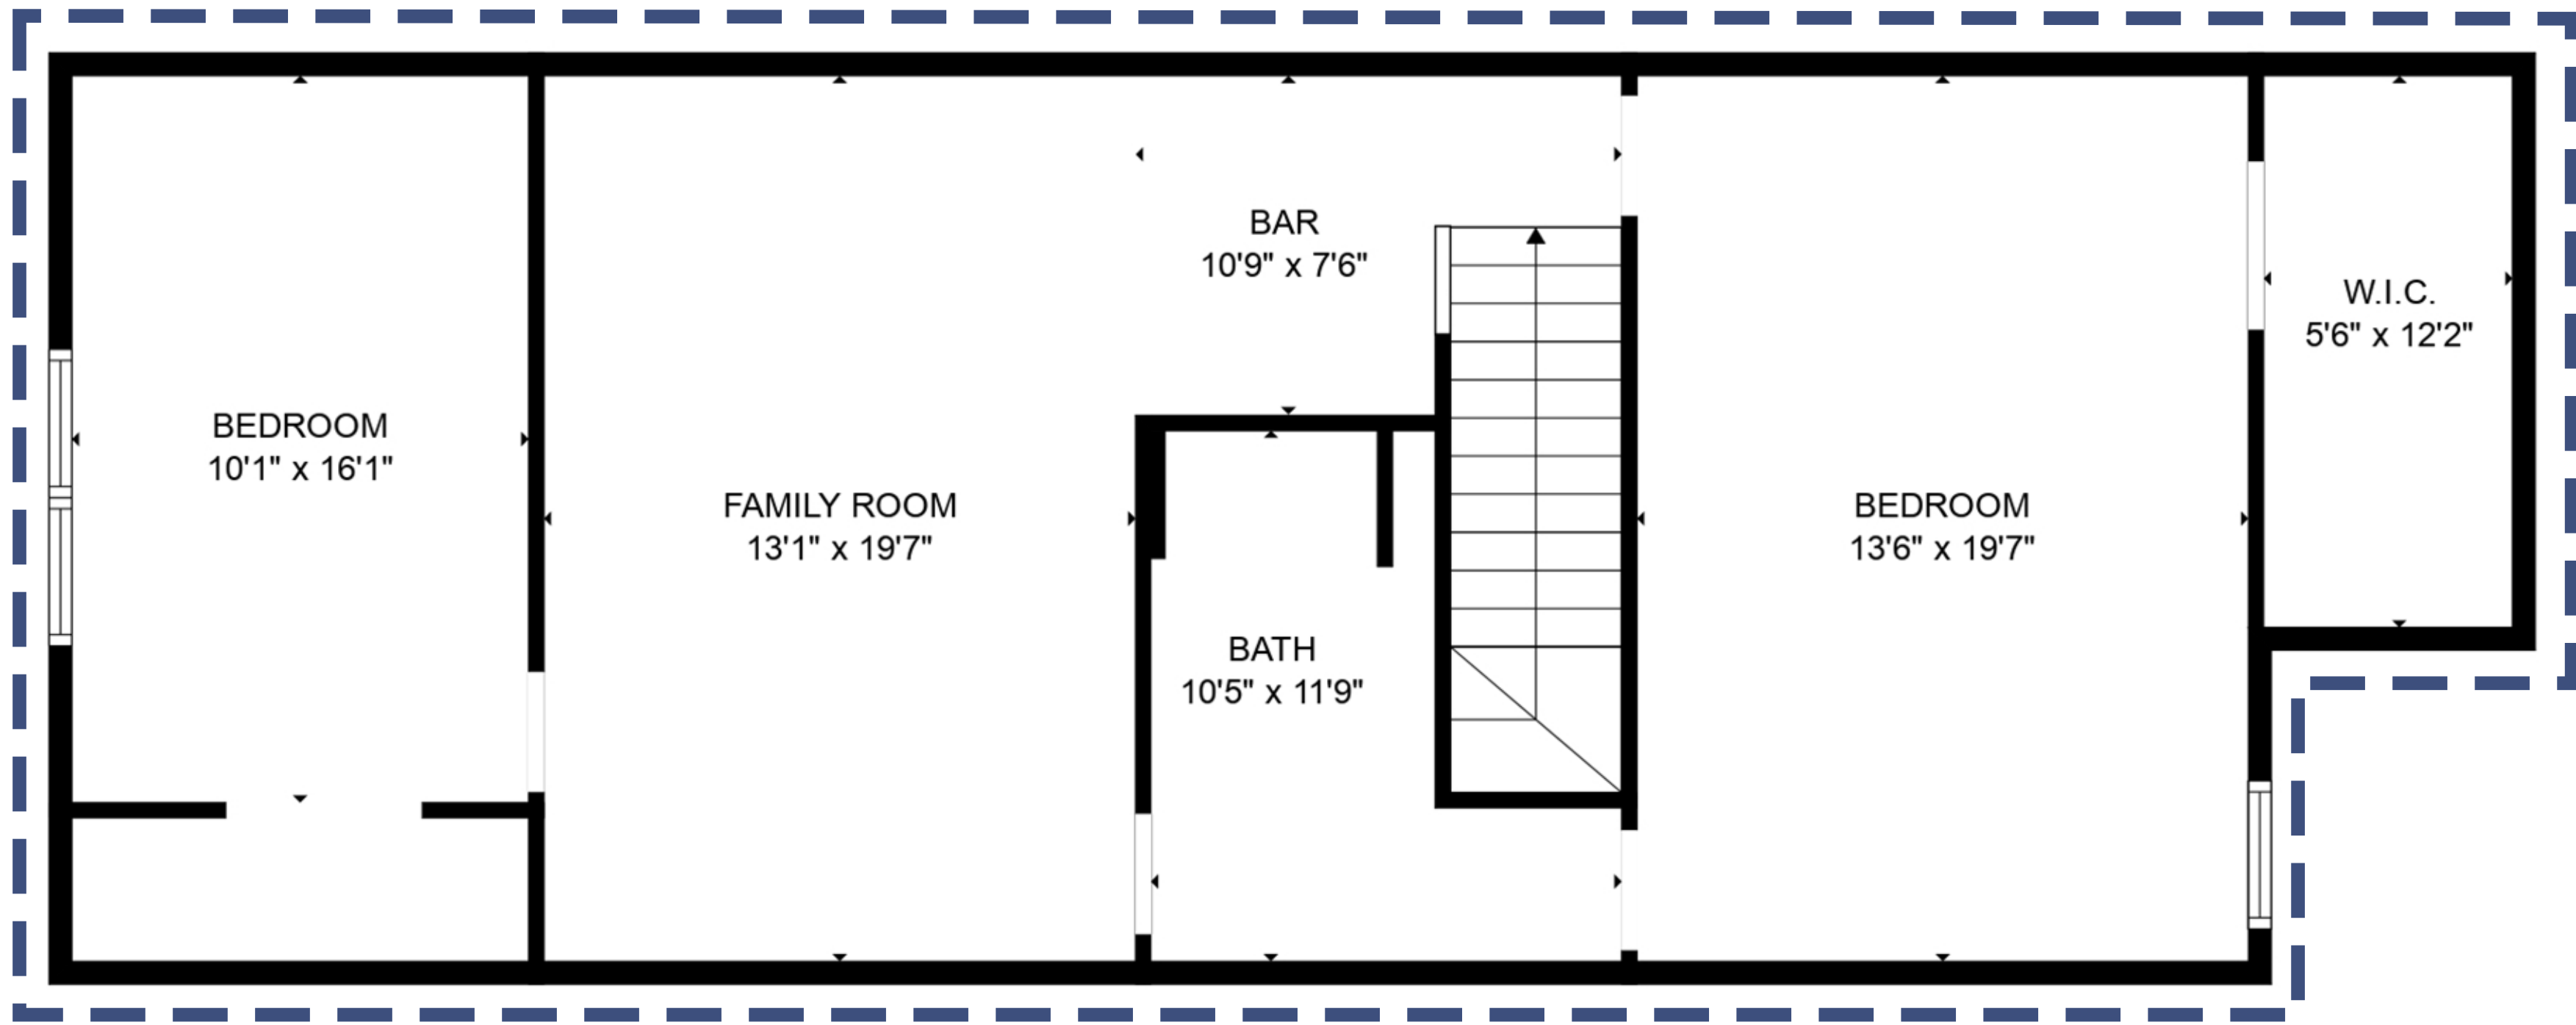 BEDROOM
10'1" x 16'1"
FAMILY ROOM
13'1" x 19'7"
BAR
10'9" x 7'6"
BATH
10'5" x 11'9"
BEDROOM
13'6" x 19'7"
W.I.C.
5'6" x 12'2"